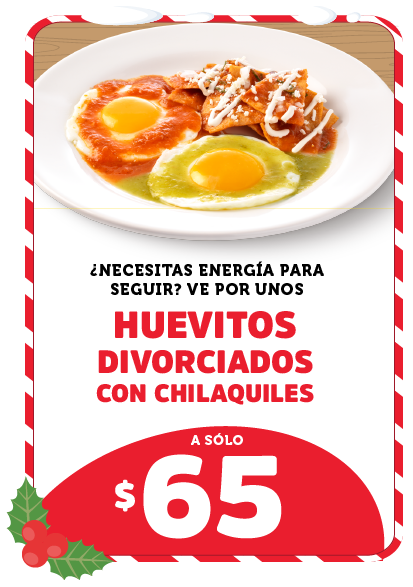 ¿NECESITAS ENERGÍA PARA
SEGUIR? VE POR UNOS
HUEVITOS
DIVORCIADOS
CON CHILAQUILES
A SÓLO
$65